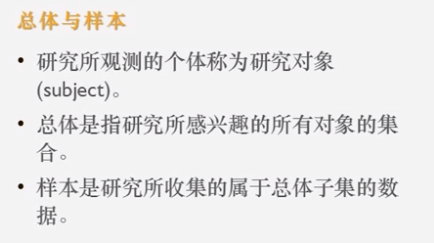 总体与样本
• 研究所观测的个体称为研究对象
(subject)。
• 总体是指研究所感兴趣的所有对象的集
合。
• 样本是研究所收集的属于总体子集的数
据。